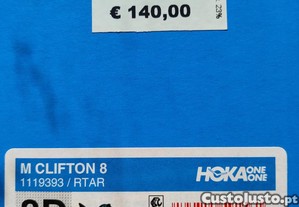 € 140,00
23%
M CLIFTON 8
HOKA ONE ONE
1119393 / RTAR
CustoJusto.pt